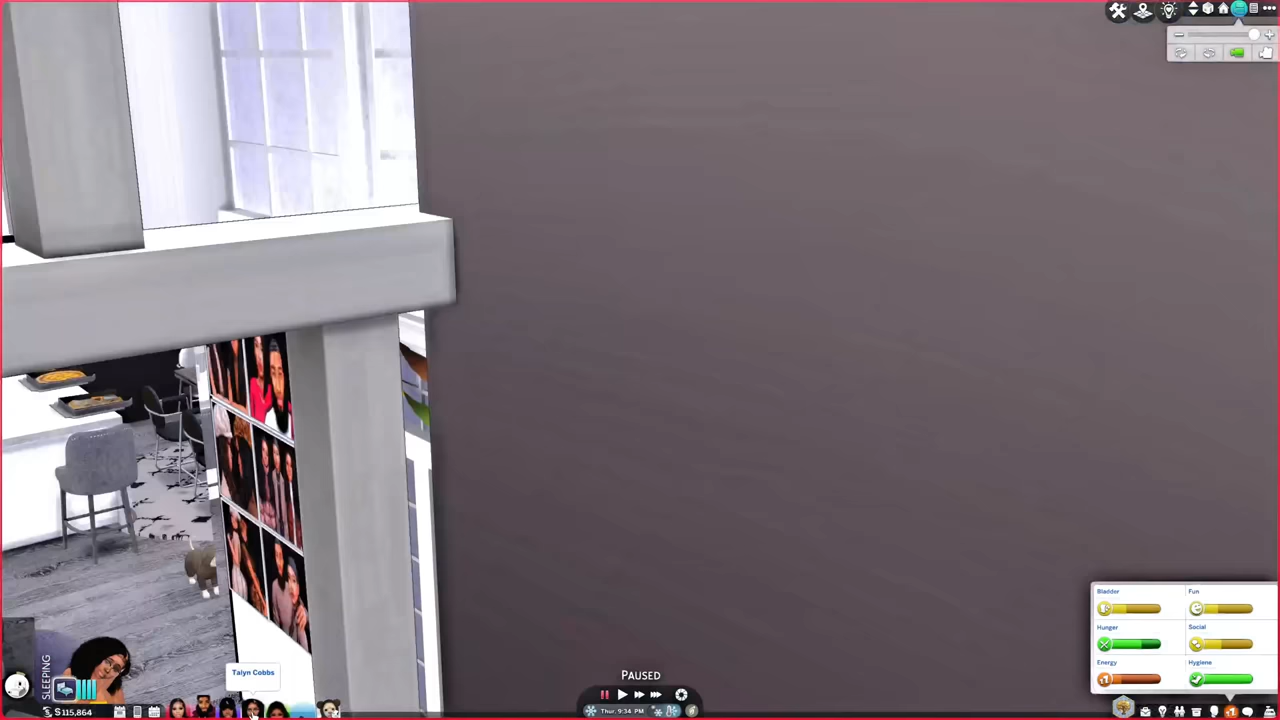 Bladder
Fun
Hunger
Social
Energy
Hygiene
SLEEPING
Talyn Cobbs
PAUSED
$115,864
Thur. 9:34 PM